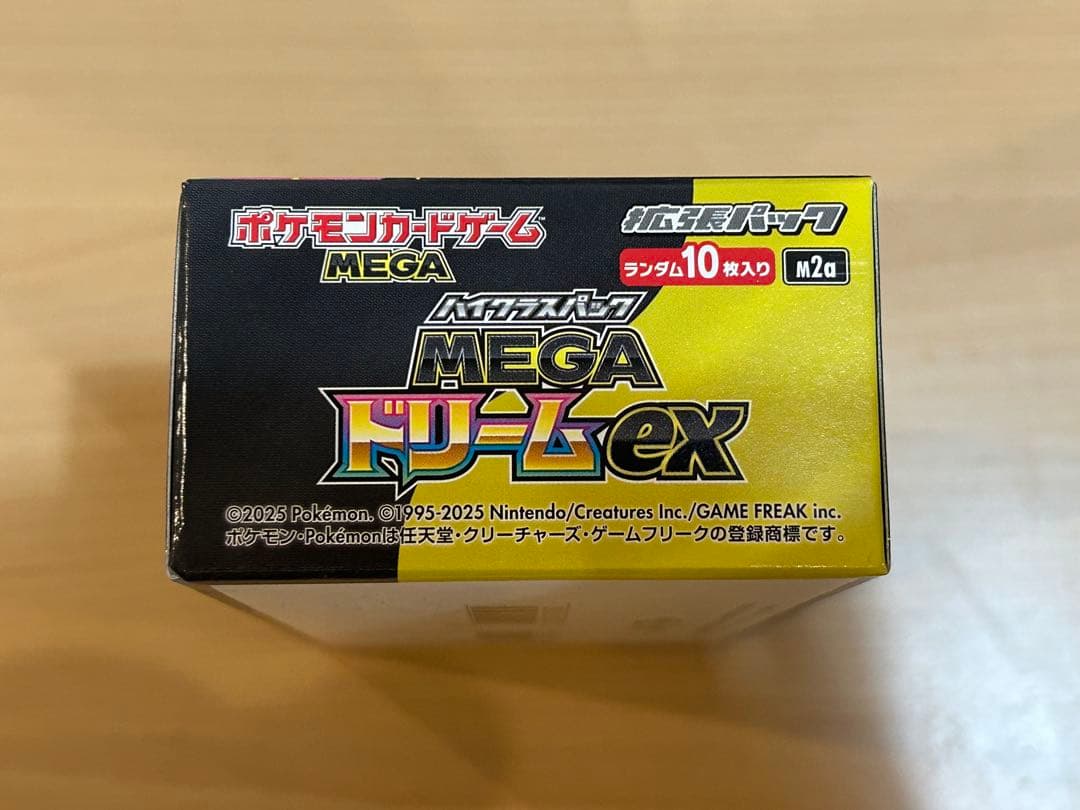 ポケモンカードゲーム
MEGA
拡張パック
ランダム10枚入り M2a
ハイクラスパック
MEGA
ドリームex
©2025 Pokémon. ©1995-2025 Nintendo/Creatures Inc./GAME FREAK inc.
ポケモン・Pokémonは任天堂・クリーチャーズ・ゲームフリークの登録商標です。